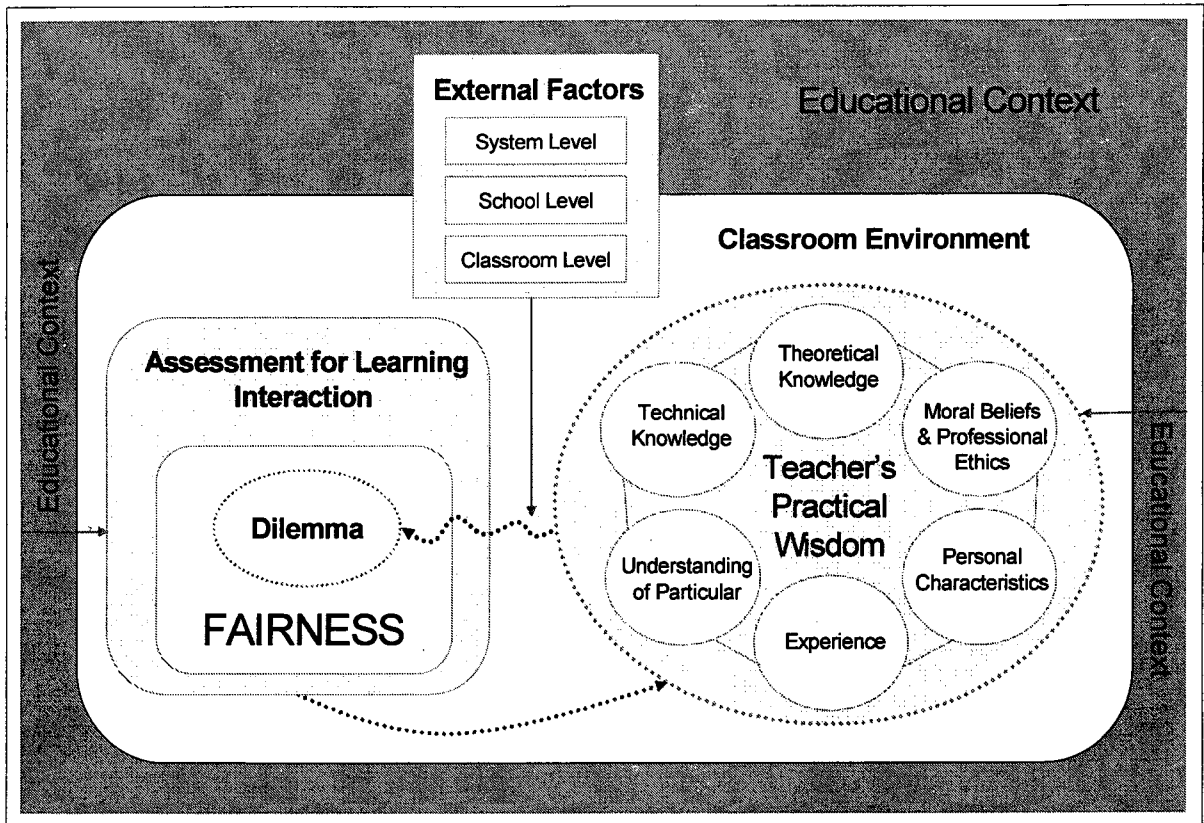 External Factors
System Level
School Level
Classroom Level
Educational Context
Educational Context
Classroom Environment
Assessment for Learning
Interaction
Dilemma
FAIRNESS
Theoretical
Knowledge
Technical
Knowledge
Moral Beliefs
& Professional
Ethics
Teacher's
Practical
Wisdom
Understanding
of Particular
Personal
Characteristics
Experience
Educational Context